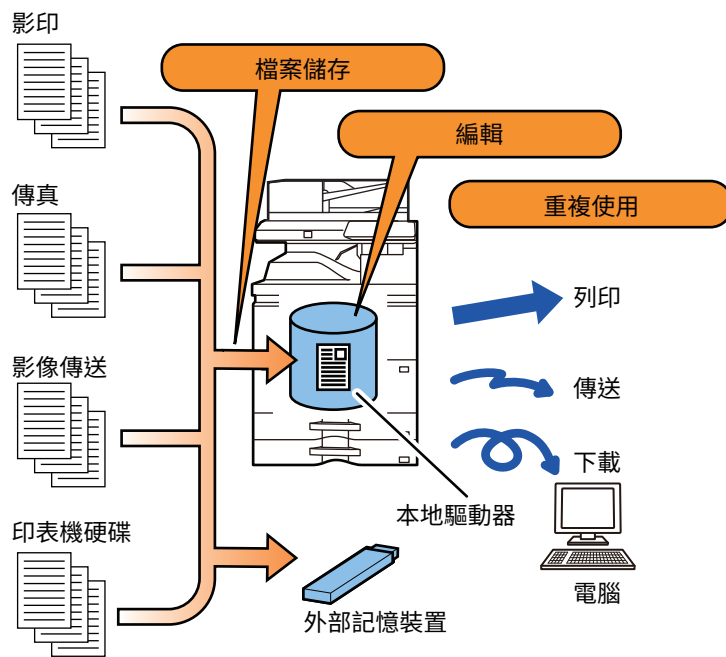 影印
檔案儲存
編輯
傳真
重複使用
列印
影像傳送
傳送
下載
本地驅動器
印表機硬碟
電腦
外部記憶裝置